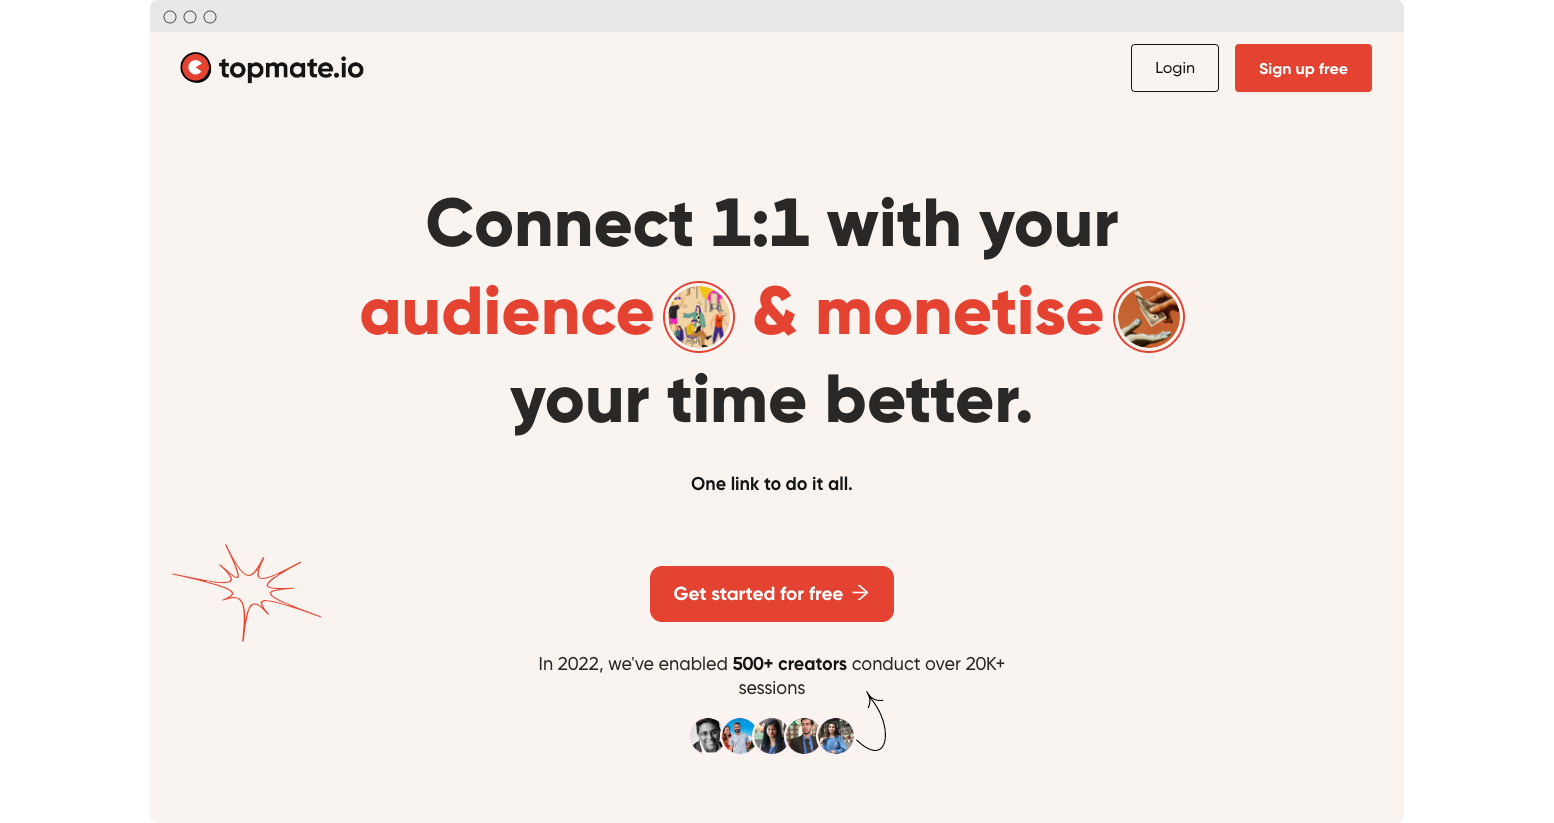 topmate.io
Login
Sign up free
Connect 1:1 with your
audience & monetise
your time better.
One link to do it all.
Get started for free →
In 2022, we've enabled 500+ creators conduct over 20K+
sessions